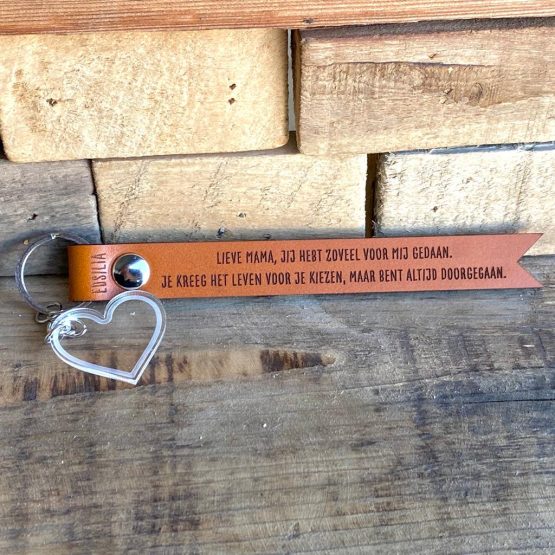 LIEVE MAMA, JIJ HEBT ZOVEEL VOOR MIJ GEDAAN.
JE KREEG HET LEVEN VOOR JE KIEZEN, MAAR BENT ALTIJD DOORGEGAAN.
EUSILIA